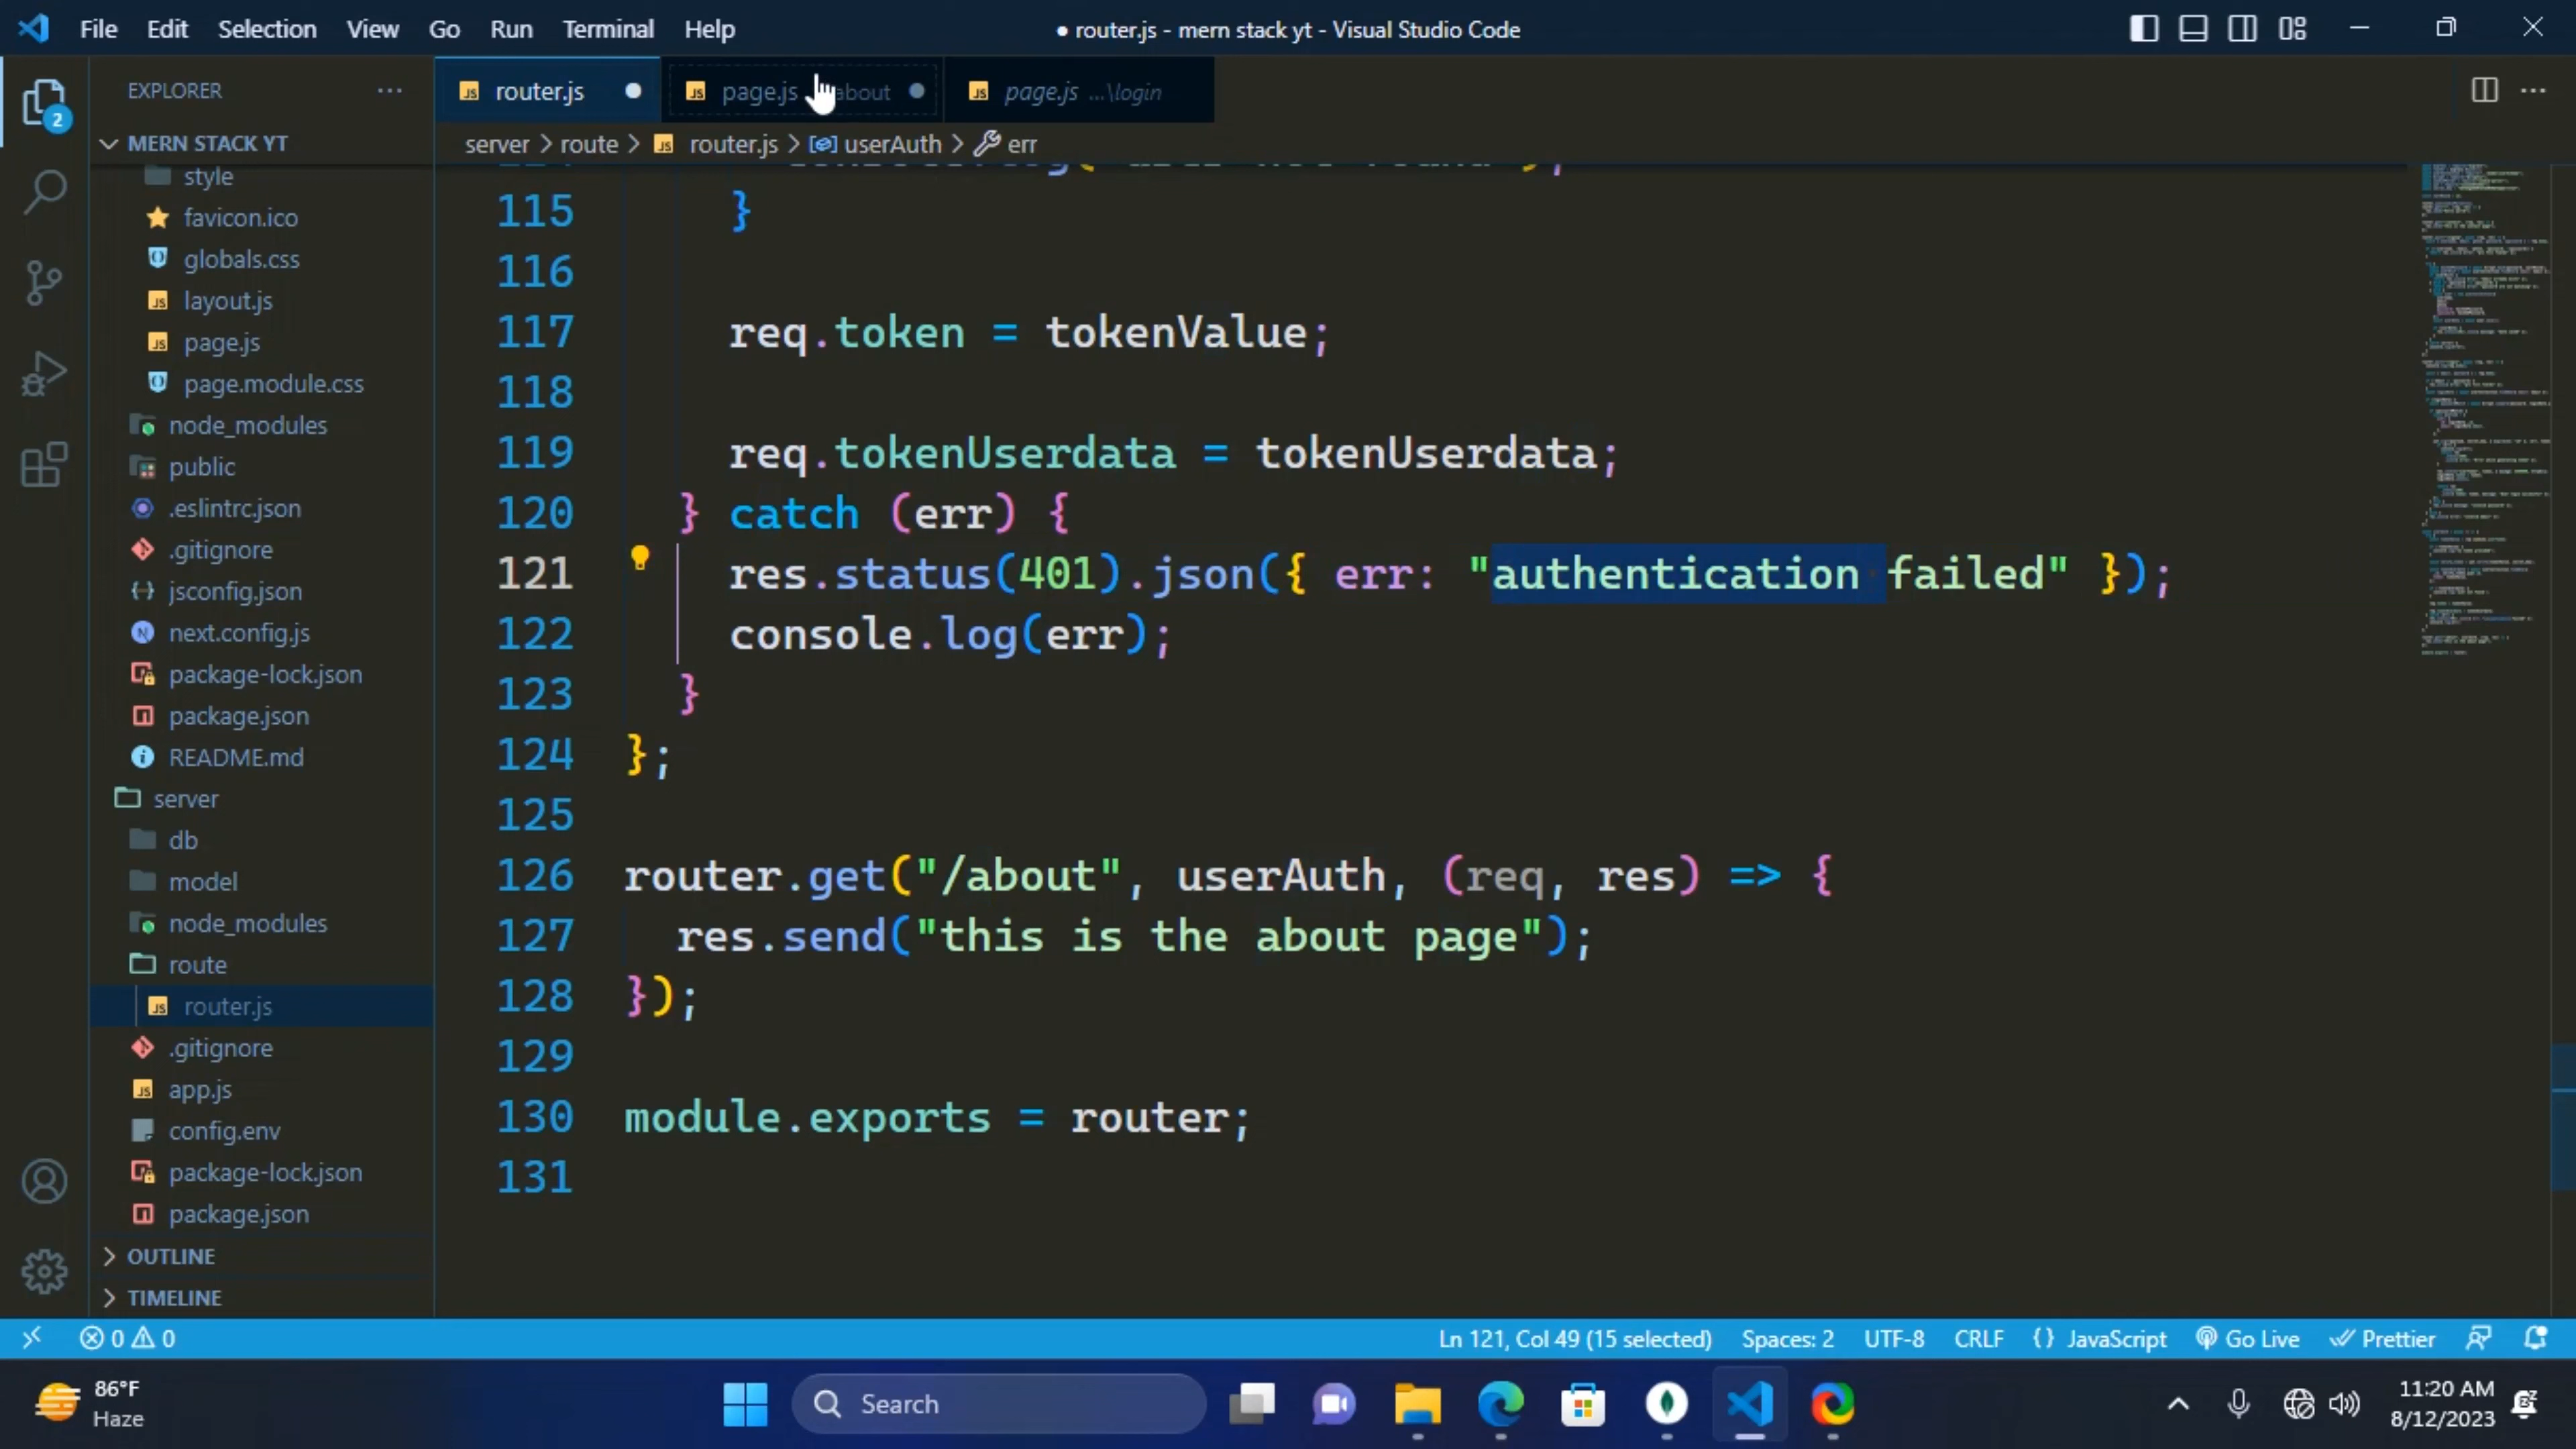 File Edit Selection View Go Run Terminal Help
● router.js - mern stack yt - Visual Studio Code
EXPLORER ···
router.js
page.js about
page.js ...\login
2
MERN STACK YT
server > route > router.js > userAuth > err
style
favicon.ico
globals.css
layout.js
page.js
page.module.css
node_modules
public
.eslintrc.json
.gitignore
jsconfig.json
next.config.js
package-lock.json
package.json
README.md
server
db
model
node_modules
route
router.js
.gitignore
app.js
config.env
package-lock.json
package.json
OUTLINE
TIMELINE
115 }
116
117 req.token = tokenValue;
118
119 req.tokenUserdata = tokenUserdata;
120 } catch (err) {
121 res.status(401).json({ err: "authentication failed" });
122 console.log(err);
123 }
124 };
125
126 router.get("/about", userAuth, (req, res) => {
127 res.send("this is the about page");
128 });
129
130 module.exports = router;
131
0 0 Ln 121, Col 49 (15 selected) Spaces: 2 UTF-8 CRLF {} JavaScript Go Live Prettier
86°F
Haze
Search
11:20 AM
8/12/2023